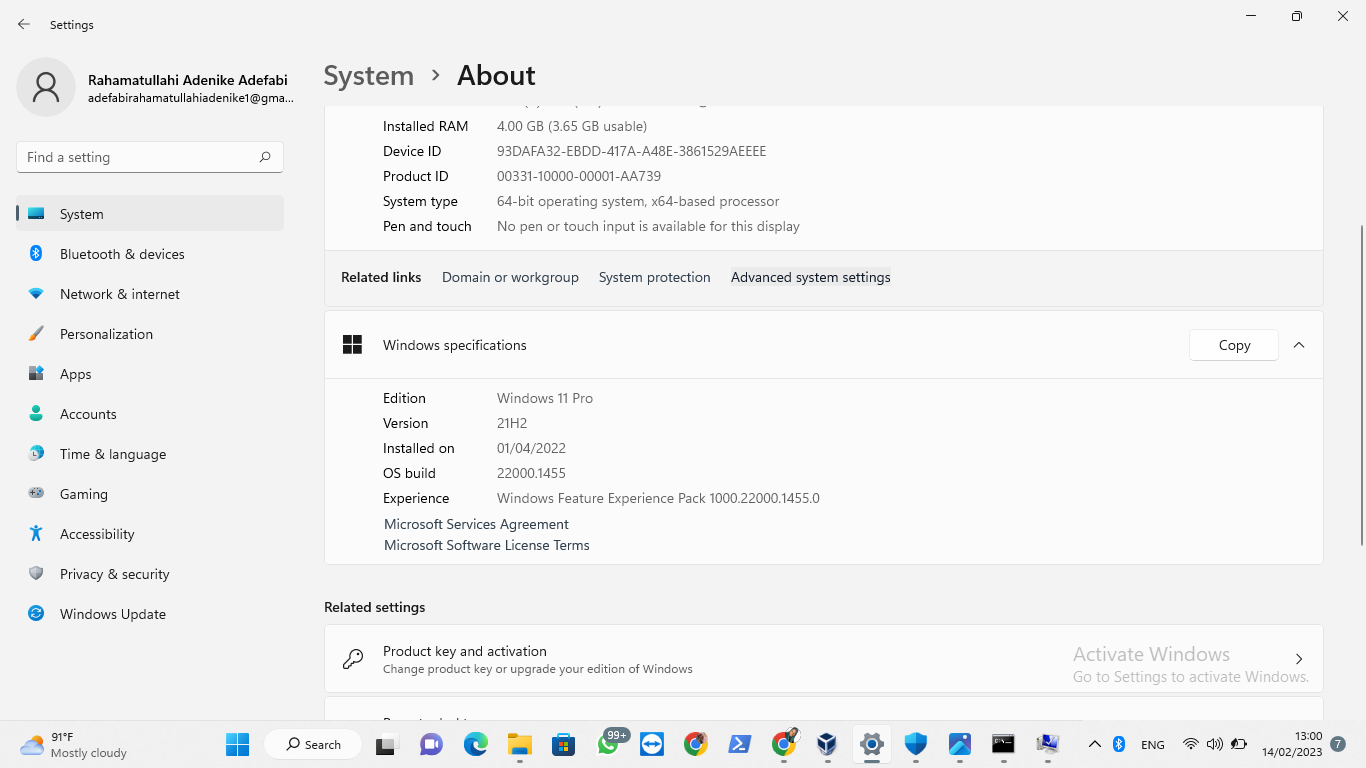 Settings
Rahamatullahi Adenike Adefabi
adefabirahamatullahiadenike1@gma...
Find a setting
System
Bluetooth & devices
Network & internet
Personalization
Apps
Accounts
Time & language
Gaming
Accessibility
Privacy & security
Windows Update
System > About
Installed RAM 4.00 GB (3.65 GB usable)
Device ID 93DAFA32-EBDD-417A-A48E-3861529AEEEE
Product ID 00331-10000-00001-AA739
System type 64-bit operating system, x64-based processor
Pen and touch No pen or touch input is available for this display
Related links Domain or workgroup System protection Advanced system settings
Windows specifications Copy
Edition Windows 11 Pro
Version 21H2
Installed on 01/04/2022
OS build 22000.1455
Experience Windows Feature Experience Pack 1000.22000.1455.0
Microsoft Services Agreement
Microsoft Software License Terms
Related settings
Product key and activation
Change product key or upgrade your edition of Windows
Activate Windows
Go to Settings to activate Windows.
91°F
Mostly cloudy
Search
99+
ENG
13:00
14/02/2023
7